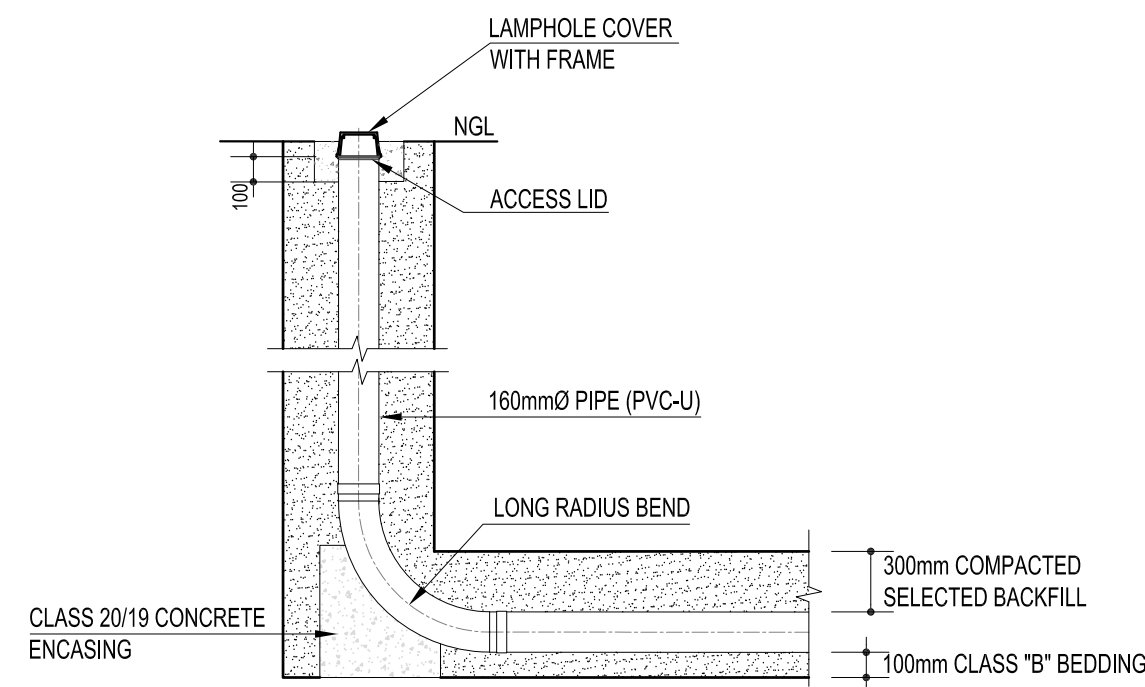 LAMPHOLE COVER
WITH FRAME
NGL
100
ACCESS LID
160mmØ PIPE (PVC-U)
LONG RADIUS BEND
300mm COMPACTED
SELECTED BACKFILL
CLASS 20/19 CONCRETE
ENCASING
100mm CLASS "B" BEDDING